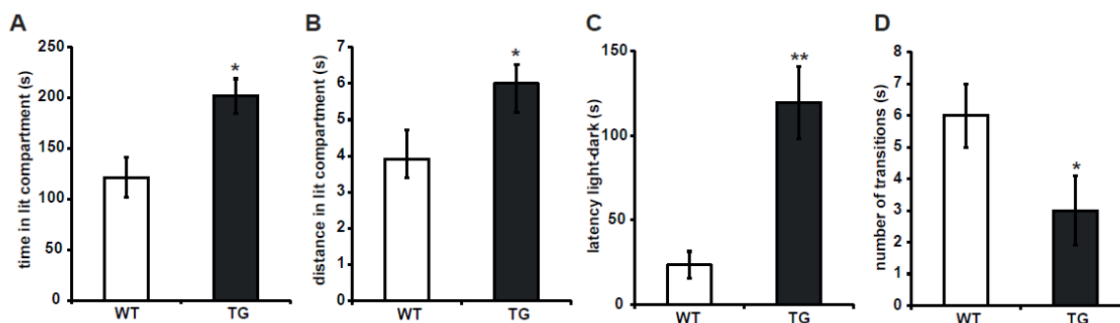 A
time in lit compartment (s)
250
200
150
100
50
0
*
WT
TG
B
distance in lit compartment (s)
7
6
5
4
3
2
1
0
*
WT
TG
C
latency light-dark (s)
150
100
50
0
**
WT
TG
D
number of transitions (s)
8
7
6
5
4
3
2
1
0
*
WT
TG